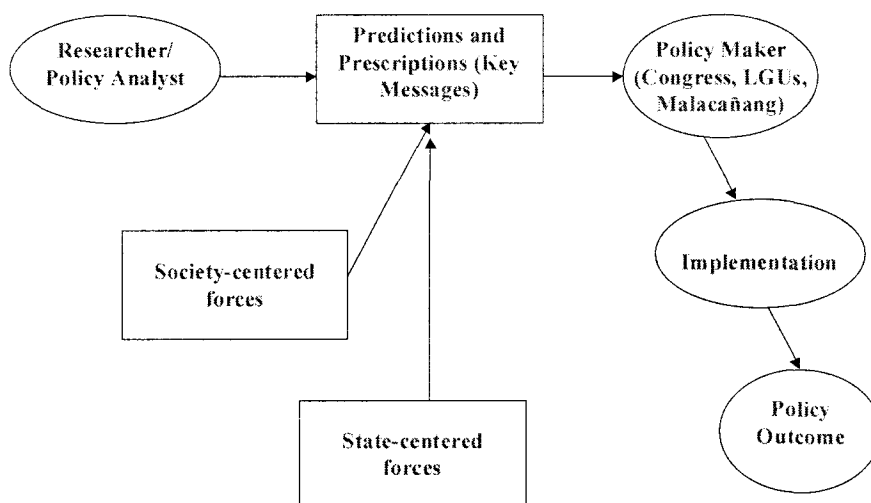 Researcher/
Policy Analyst
Predictions and
Prescriptions (Key
Messages)
Policy Maker
(Congress, LGUs,
Malacañang)
Society-centered
forces
Implementation
State-centered
forces
Policy
Outcome